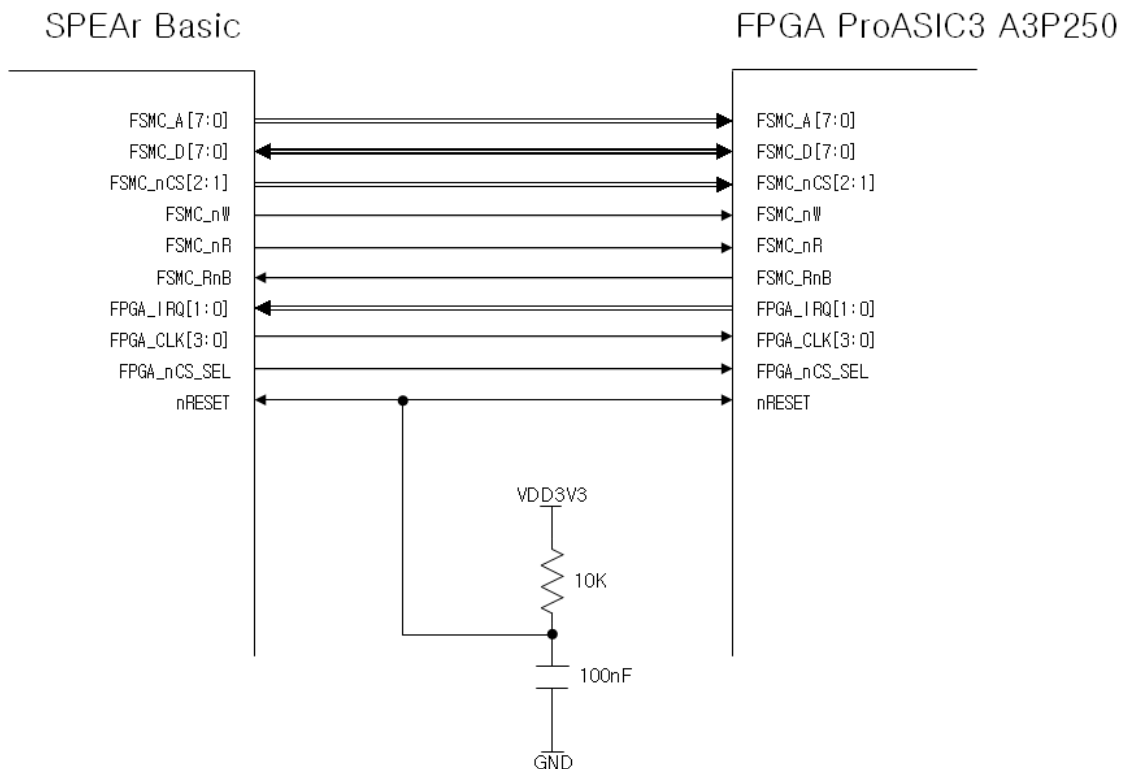 SPEAr Basic
FPGA ProASIC3 A3P250
FSMC_A[7:0]
FSMC_A[7:0]
FSMC_D[7:0]
FSMC_D[7:0]
FSMC_nCS[2:1]
FSMC_nCS[2:1]
FSMC_nW
FSMC_nW
FSMC_nR
FSMC_nR
FSMC_RnB
FSMC_RnB
FPGA_IRQ[1:0]
FPGA_IRQ[1:0]
FPGA_CLK[3:0]
FPGA_CLK[3:0]
FPGA_nCS_SEL
FPGA_nCS_SEL
nRESET
nRESET
VDD3V3
10K
100nF
GND